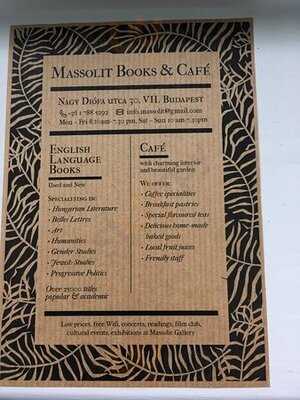 MASSOLIT BOOKS & CAFÉ
NAGY DIÓFA UTCA 30, VII. BUDAPEST
+36 1 788 5292 info.massolit@gmail.com
Mon - Fri 8.30am-7.30 pm, Sat - Sun 10 am-7.30pm
ENGLISH
LANGUAGE
BOOKS
Used and New
SPECIALIZING IN:
· Hungarian Literature
· Belles Lettres
· Art
· Humanities
· Gender Studies
· Jewish Studies
· Progressive Politics
Over 25000 titles
popular & academic
CAFÉ
with charming interior
and beautiful garden
WE OFFER:
· Coffee specialities
· Breakfast pastries
· Special flavoured teas
· Delicious home-made
baked goods
· Local fruit juices
· Friendly staff
Low prices, free Wifi, concerts, readings, film club,
cultural events, exhibitions at Massolit Gallery